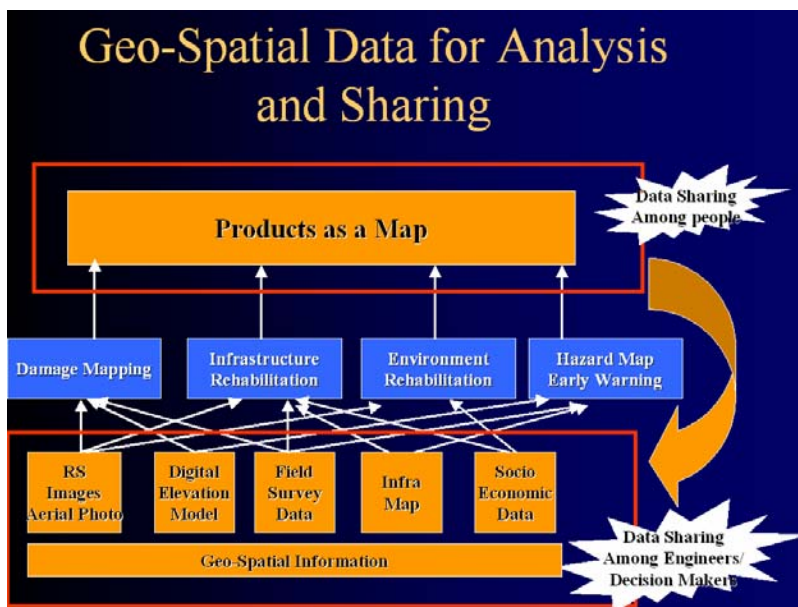 Geo-Spatial Data for Analysis
and Sharing
Data Sharing
Among people
Products as a Map
Damage Mapping
Infrastructure
Rehabilitation
Environment
Rehabilitation
Hazard Map
Early Warning
RS
Images
Aerial Photo
Digital
Elevation
Model
Field
Survey
Data
Infra
Map
Socio
Economic
Data
Geo-Spatial Information
Data Sharing
Among Engineers/
Decision Makers